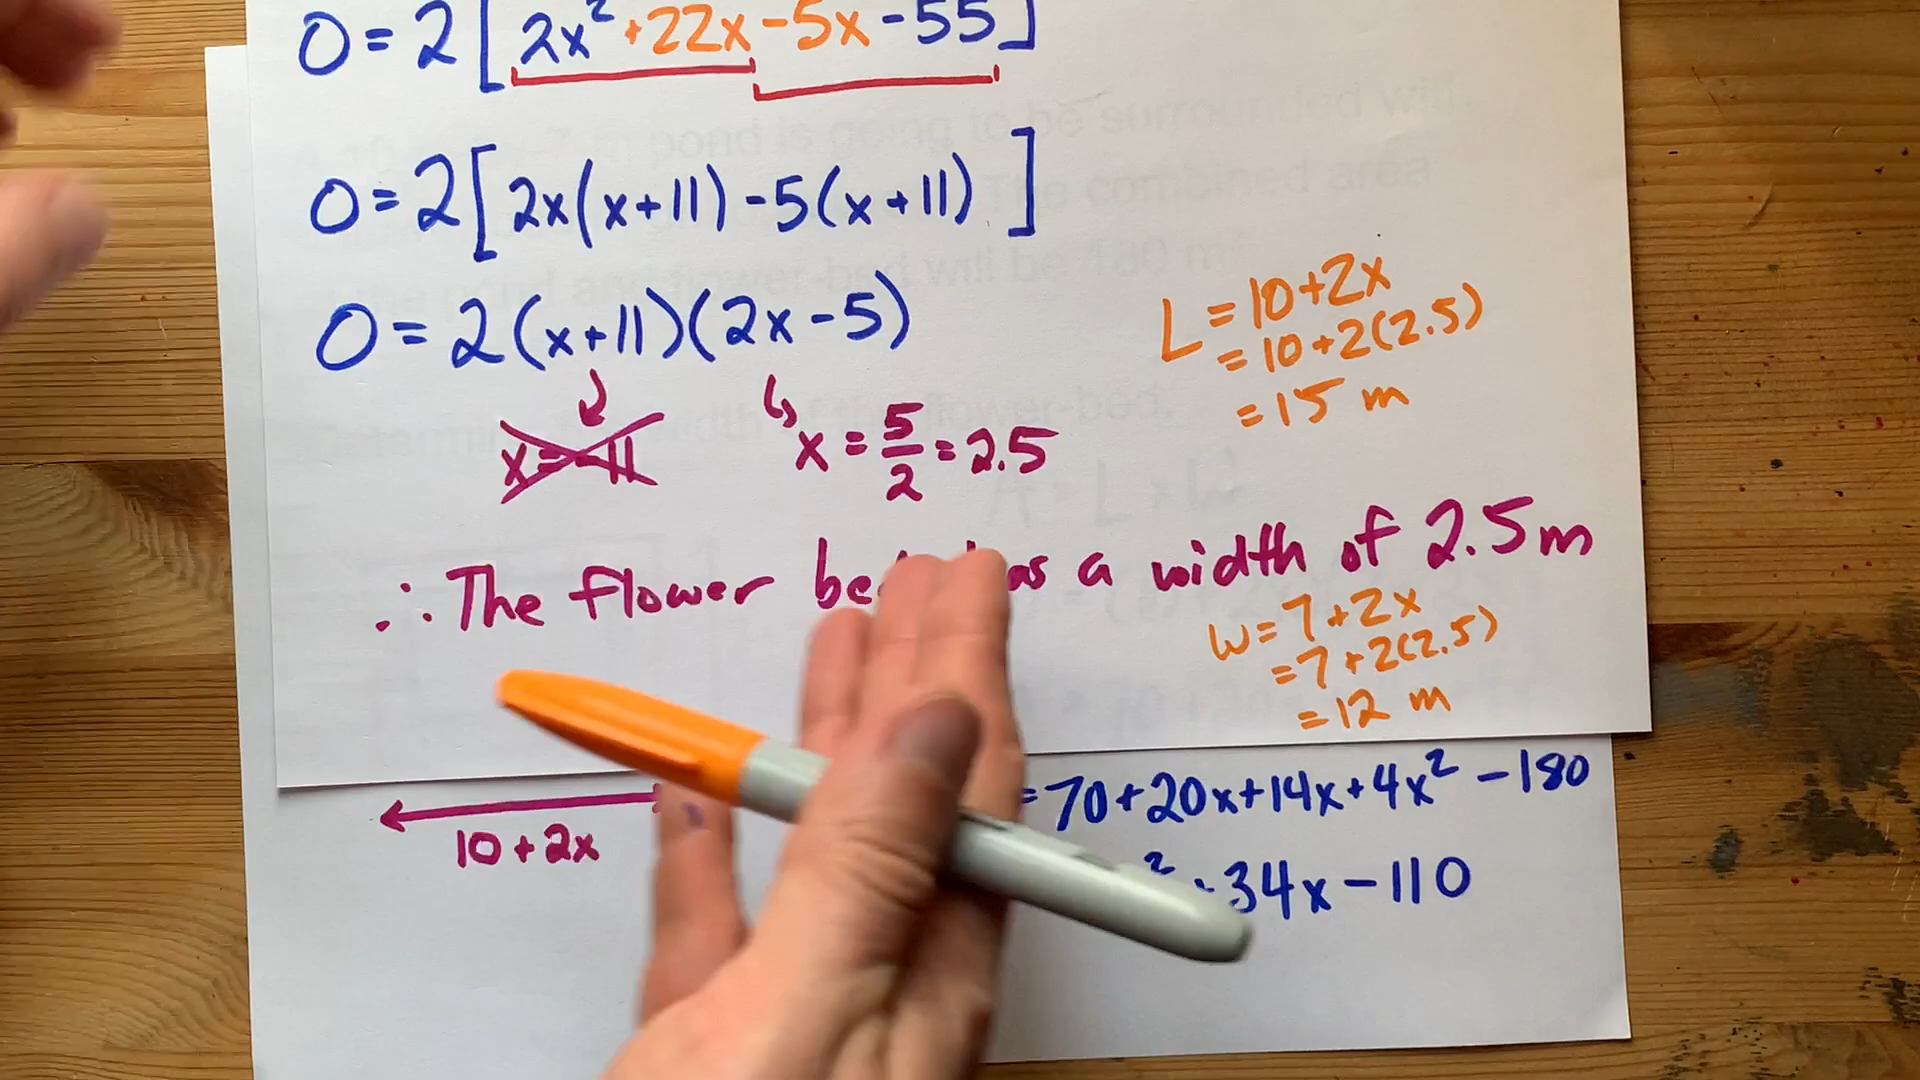 0 = 2[2x² + 22x - 5x - 55]
0 = 2[2x(x+11) - 5(x+11)]
0 = 2(x+11)(2x-5)
L = 10+2x
= 10+2(2.5)
= 15 m
x = -11
x = 5/2 = 2.5
∴ The flower has a width of 2.5m
W = 7+2x
= 7+2(2.5)
= 12 m
= 70+20x+14x+4x² - 180
10+2x
² + 34x - 110